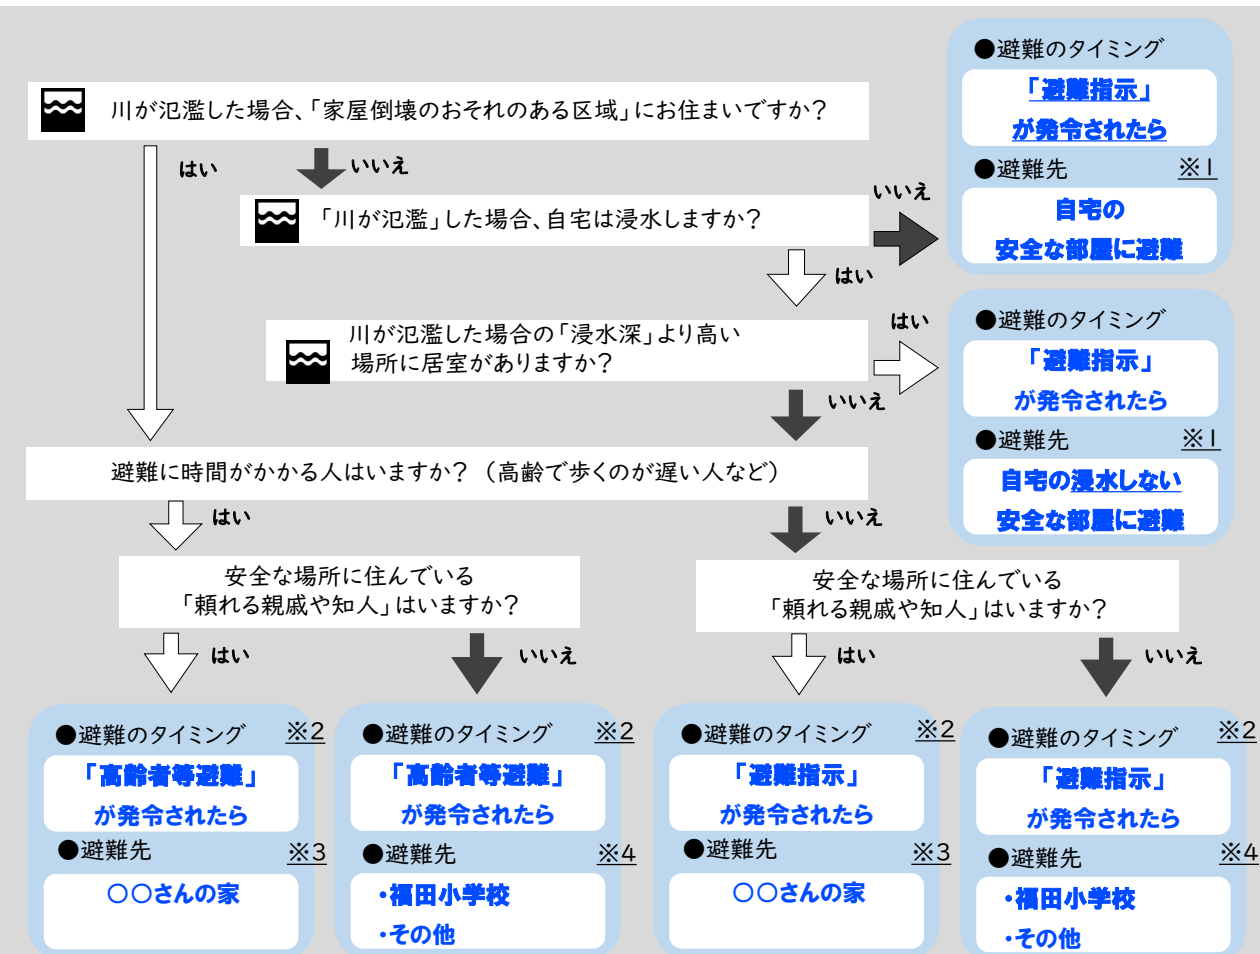 川が氾濫した場合、「家屋倒壊のおそれのある区域」にお住まいですか？
はい
いいえ
「川が氾濫」した場合、自宅は浸水しますか？
いいえ
はい
●避難のタイミング
「避難指示」
が発令されたら
●避難先 ※1
自宅の
安全な部屋に避難
川が氾濫した場合の「浸水深」より高い
場所に居室がありますか？
はい
いいえ
●避難のタイミング
「避難指示」
が発令されたら
●避難先 ※1
自宅の浸水しない
安全な部屋に避難
避難に時間がかかる人はいますか？（高齢で歩くのが遅い人など）
はい
いいえ
安全な場所に住んでいる
「頼れる親戚や知人」はいますか？
はい
いいえ
安全な場所に住んでいる
「頼れる親戚や知人」はいますか？
はい
いいえ
●避難のタイミング ※2
「高齢者等避難」
が発令されたら
●避難先 ※3
○○さんの家
●避難のタイミング ※2
「高齢者等避難」
が発令されたら
●避難先 ※4
・福田小学校
・その他
●避難のタイミング ※2
「避難指示」
が発令されたら
●避難先 ※3
○○さんの家
●避難のタイミング ※2
「避難指示」
が発令されたら
●避難先 ※4
・福田小学校
・その他